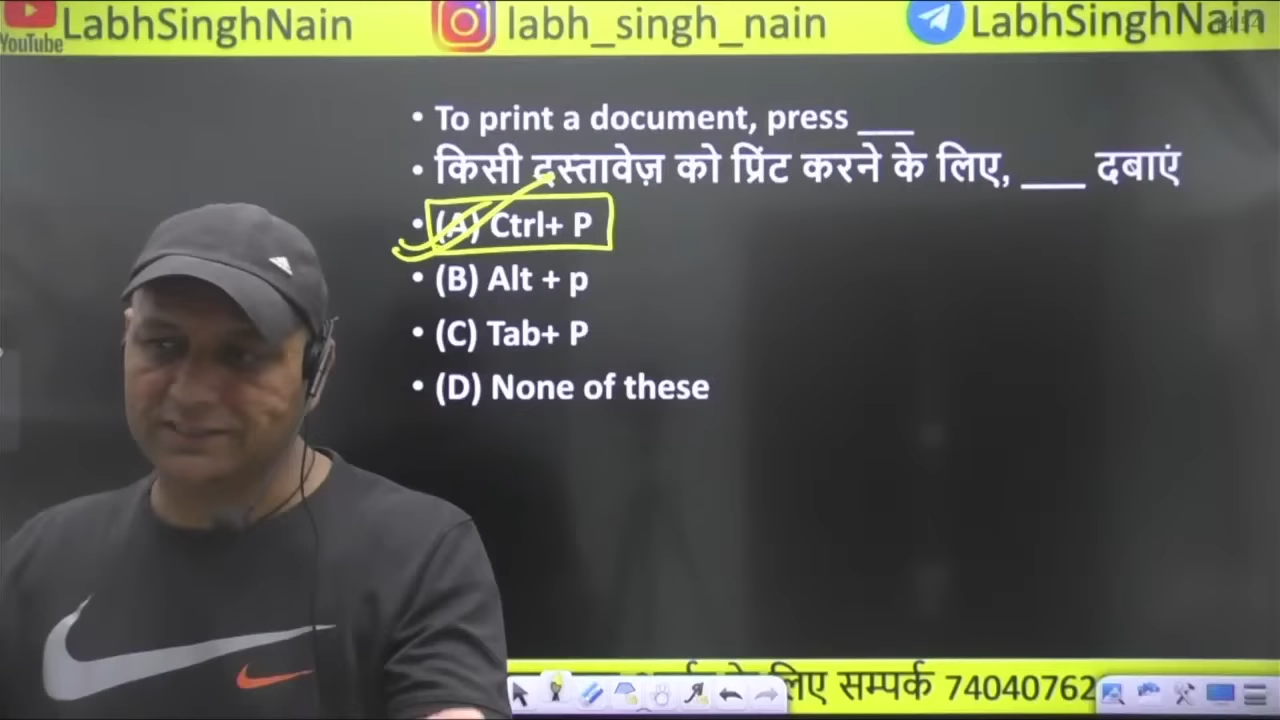 YouTube LabhSinghNain labh_singh_nain LabhSinghNain
• To print a document, press ___
• किसी दस्तावेज़ को प्रिंट करने के लिए, ___ दबाएं
• (A) Ctrl+ P
• (B) Alt + p
• (C) Tab+ P
• (D) None of these
लिए सम्पर्क 74040762